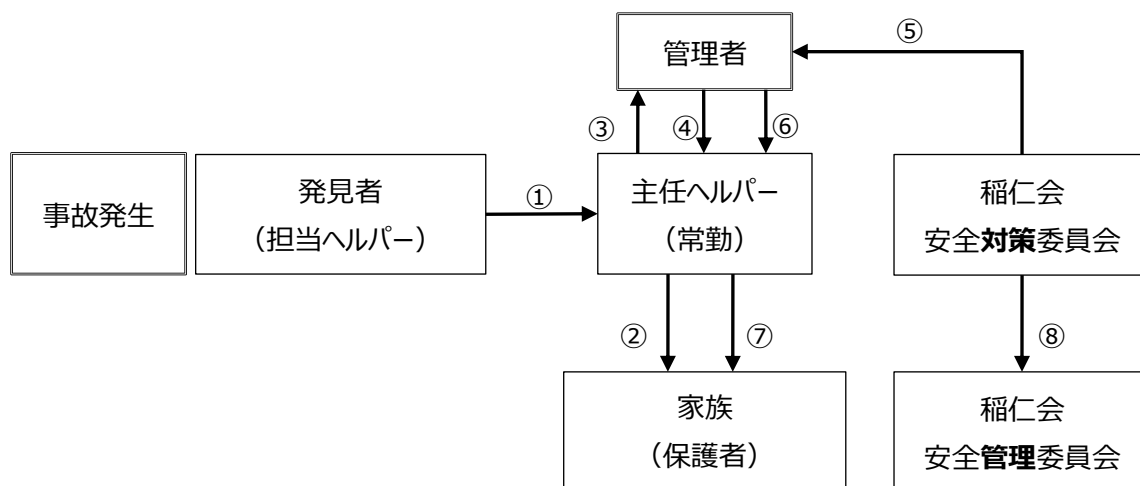 管理者
⑤
③
④
⑥
事故発生
発見者
（担当ヘルパー）
①
主任ヘルパー
（常勤）
稲仁会
安全対策委員会
②
⑦
⑧
家族
（保護者）
稲仁会
安全管理委員会